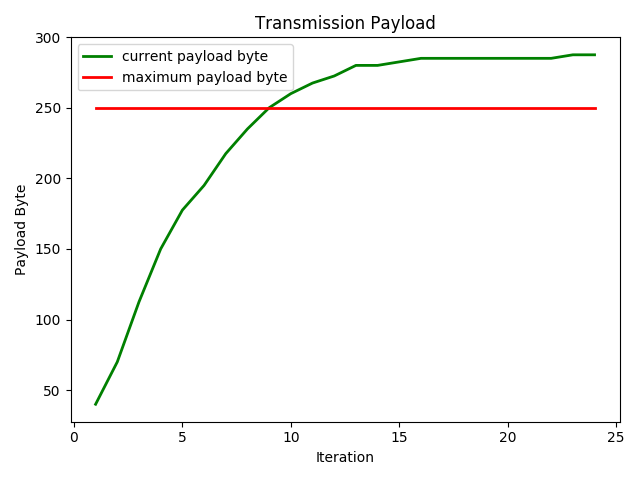 Transmission Payload
300
250
200
150
100
50
Payload Byte
current payload byte
maximum payload byte
0 5 10 15 20 25
Iteration